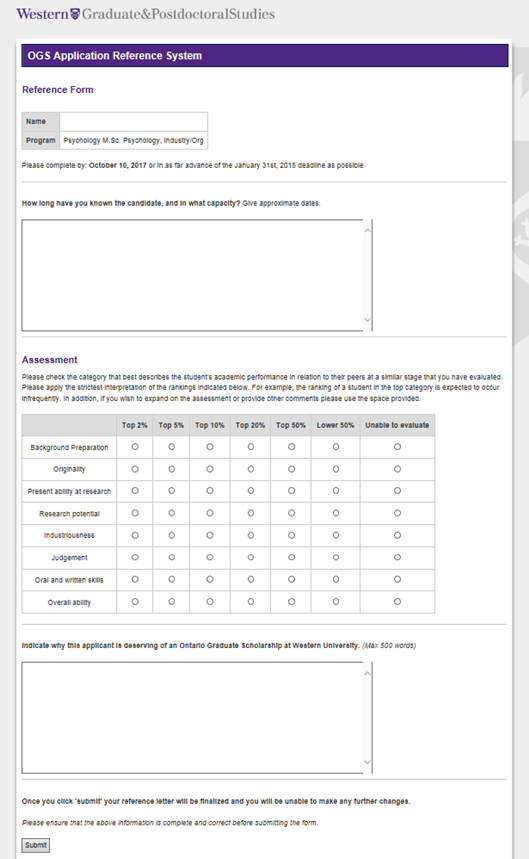 Western Graduate&PostdoctoralStudies
OGS Application Reference System
Reference Form
Name
Program Psychology M.Sc. Psychology, Industry/Org
Please complete by: October 10, 2017 or in as far advance of the January 31st, 2018 deadline as possible
How long have you known the candidate, and in what capacity? Give approximate dates.
Assessment
Please check the category that best describes the student's academic performance in relation to their peers at a similar stage that you have evaluated.
Please apply the strictest interpretation of the rankings indicated below. For example, the ranking of a student in the top category is expected to occur
infrequently. In addition, if you wish to expand on the assessment or provide other comments please use the space provided.
Top 2% Top 5% Top 10% Top 20% Top 50% Lower 50% Unable to evaluate
Background Preparation
Originality
Present ability at research
Research potential
Industriousness
Judgement
Oral and written skills
Overall ability
Indicate why this applicant is deserving of an Ontario Graduate Scholarship at Western University. (Max 500 words)
Once you click 'submit' your reference letter will be finalized and you will be unable to make any further changes.
Please ensure that the above information is complete and correct before submitting the form.
Submit